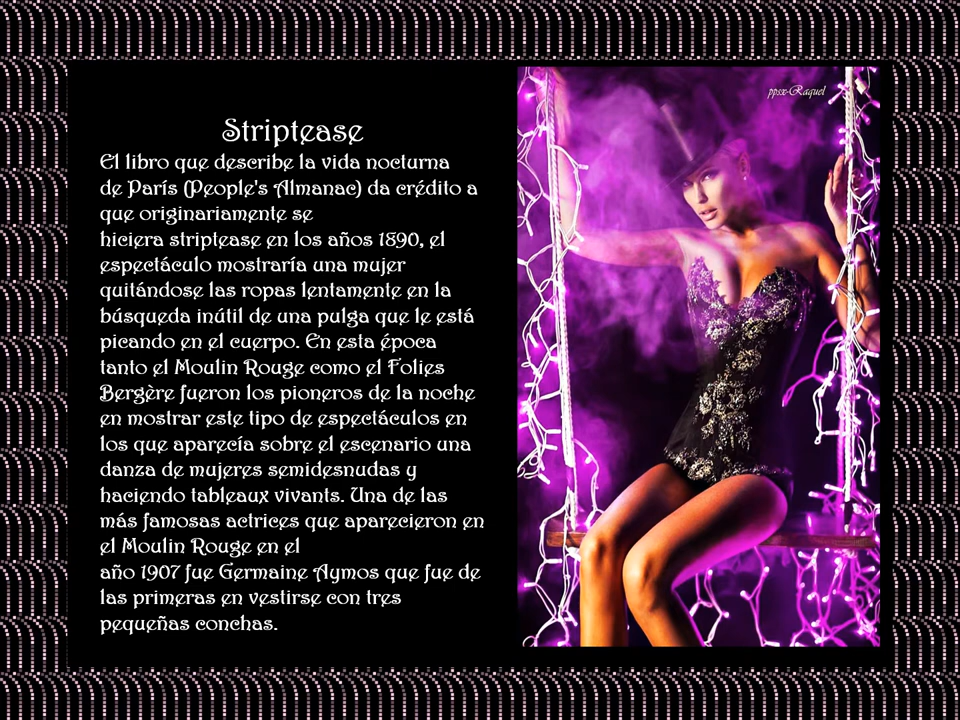 Striptease
El libro que describe la vida nocturna
de París (People's Almanac) da crédito a
que originariamente se
hiciera striptease en los años 1890, el
espectáculo mostraría una mujer
quitándose las ropas lentamente en la
búsqueda inútil de una pulga que le está
picando en el cuerpo. En esta época
tanto el Moulin Rouge como el Folies
Bergère fueron los pioneros de la noche
en mostrar este tipo de espectáculos en
los que aparecía sobre el escenario una
danza de mujeres semidesnudas y
haciendo tableaux vivants. Una de las
más famosas actrices que aparecieron en
el Moulin Rouge en el
año 1907 fue Germaine Aymos que fue de
las primeras en vestirse con tres
pequeñas conchas.
ppsx-Raquel